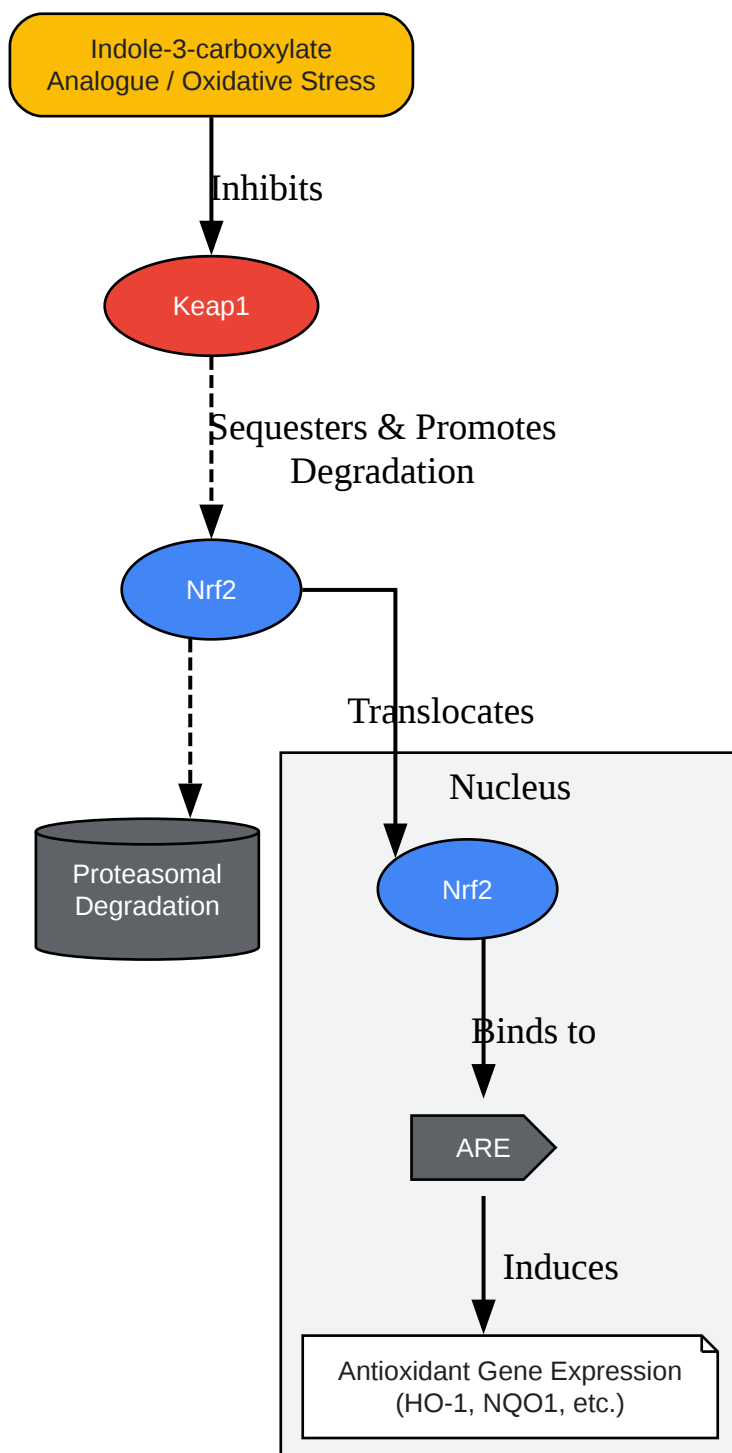 Indole-3-carboxylate
Analogue / Oxidative Stress
Inhibits
Keap1
Sequesters & Promotes
Degradation
Nrf2
Translocates
Nucleus
Proteasomal
Degradation
Nrf2
Binds to
ARE
Induces
Antioxidant Gene Expression
(HO-1, NQO1, etc.)